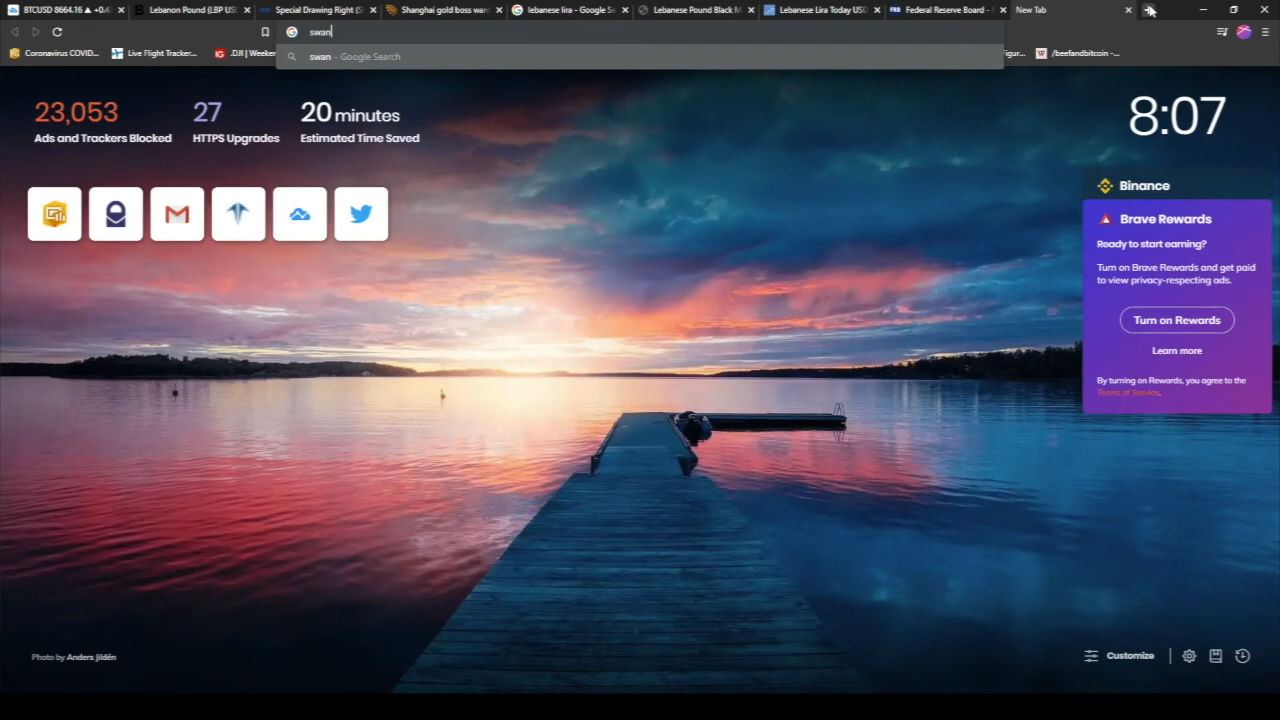 BTCUSD 8664.16 ▲ +0.4
Lebanon Pound (LBP USD
Special Drawing Right (S
Shanghai gold boss wan
lebanese lira - Google Se
Lebanese Pound Black M
Lebanese Lira Today USD
Federal Reserve Board -
New Tab
swan
Coronavirus COVID...
Live Flight Tracker...
.DJI | Weeker
swan - Google Search
igur...
/beefandbitcoin -...
23,053
Ads and Trackers Blocked
27
HTTPS Upgrades
20 minutes
Estimated Time Saved
8:07
Binance
Brave Rewards
Ready to start earning?
Turn on Brave Rewards and get paid
to view privacy-respecting ads.
Turn on Rewards
Learn more
By turning on Rewards, you agree to the
Terms of Service.
Photo by Anders Jildén
Customize